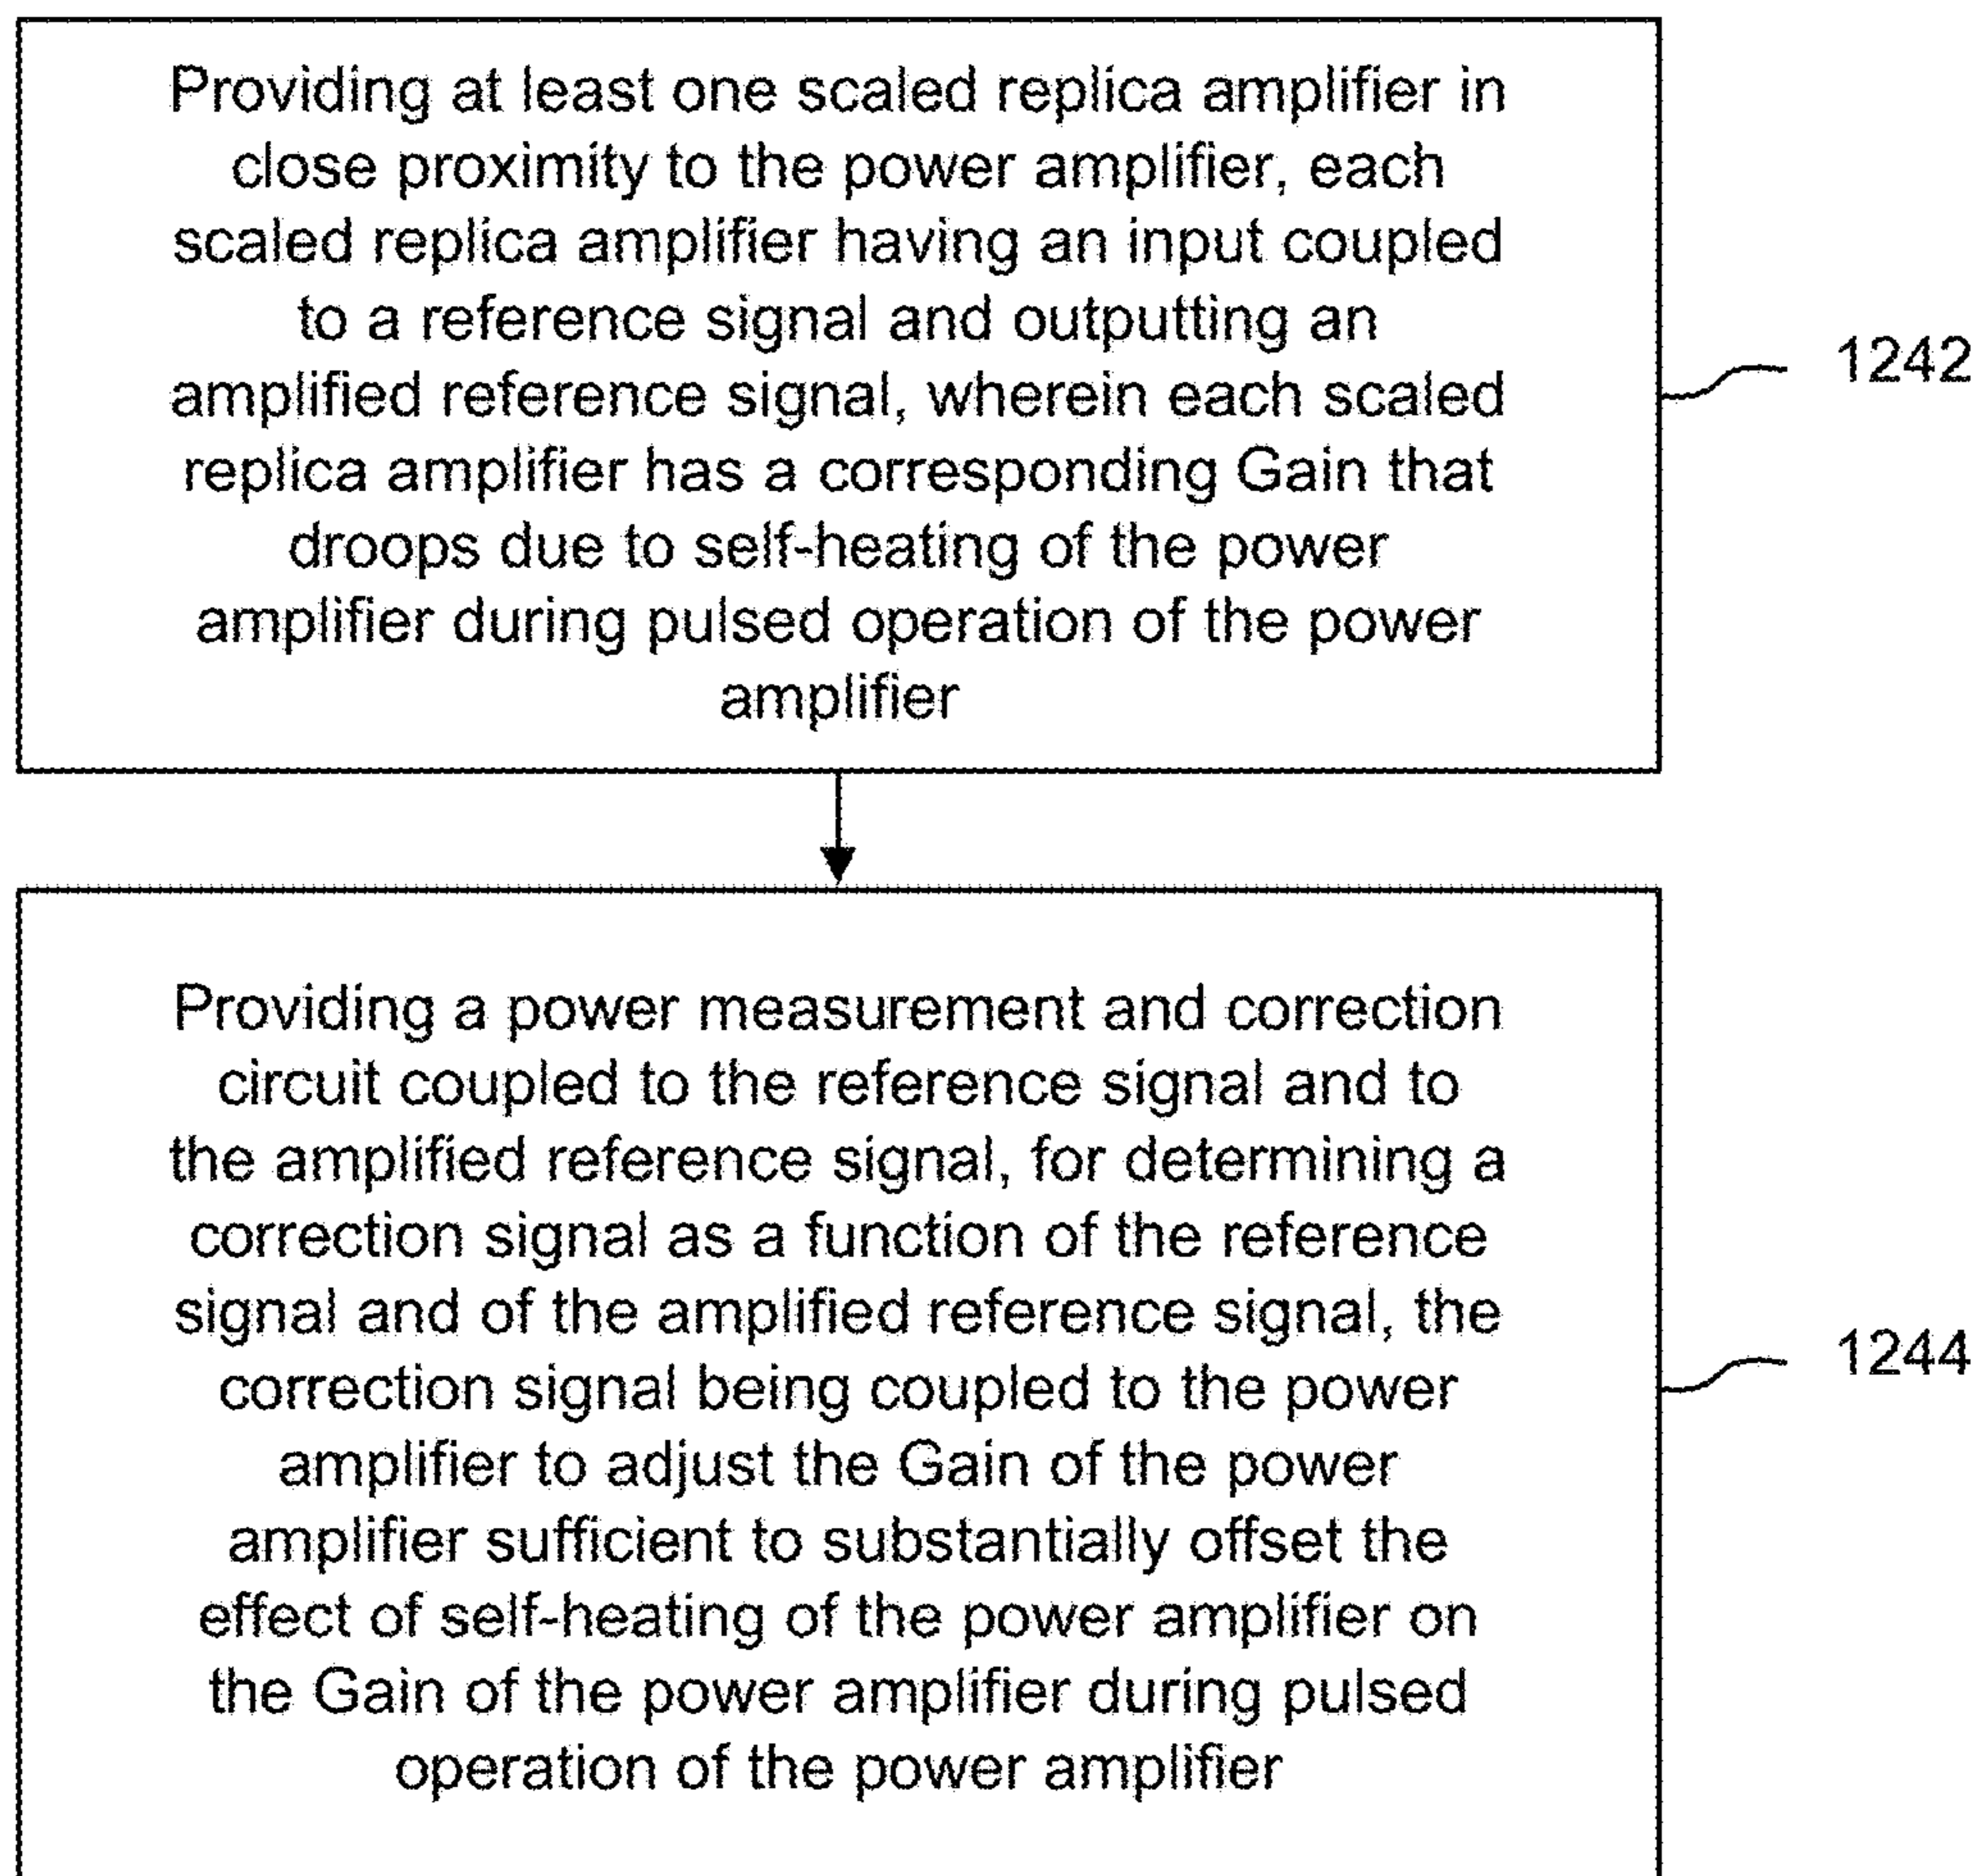 Providing at least one scaled replica amplifier in
close proximity to the power amplifier, each
scaled replica amplifier having an input coupled
to a reference signal and outputting an
amplified reference signal, wherein each scaled
replica amplifier has a corresponding Gain that
droops due to self-heating of the power
amplifier during pulsed operation of the power
amplifier
1242
Providing a power measurement and correction
circuit coupled to the reference signal and to
the amplified reference signal, for determining a
correction signal as a function of the reference
signal and of the amplified reference signal, the
correction signal being coupled to the power
amplifier to adjust the Gain of the power
amplifier sufficient to substantially offset the
effect of self-heating of the power amplifier on
the Gain of the power amplifier during pulsed
operation of the power amplifier
1244